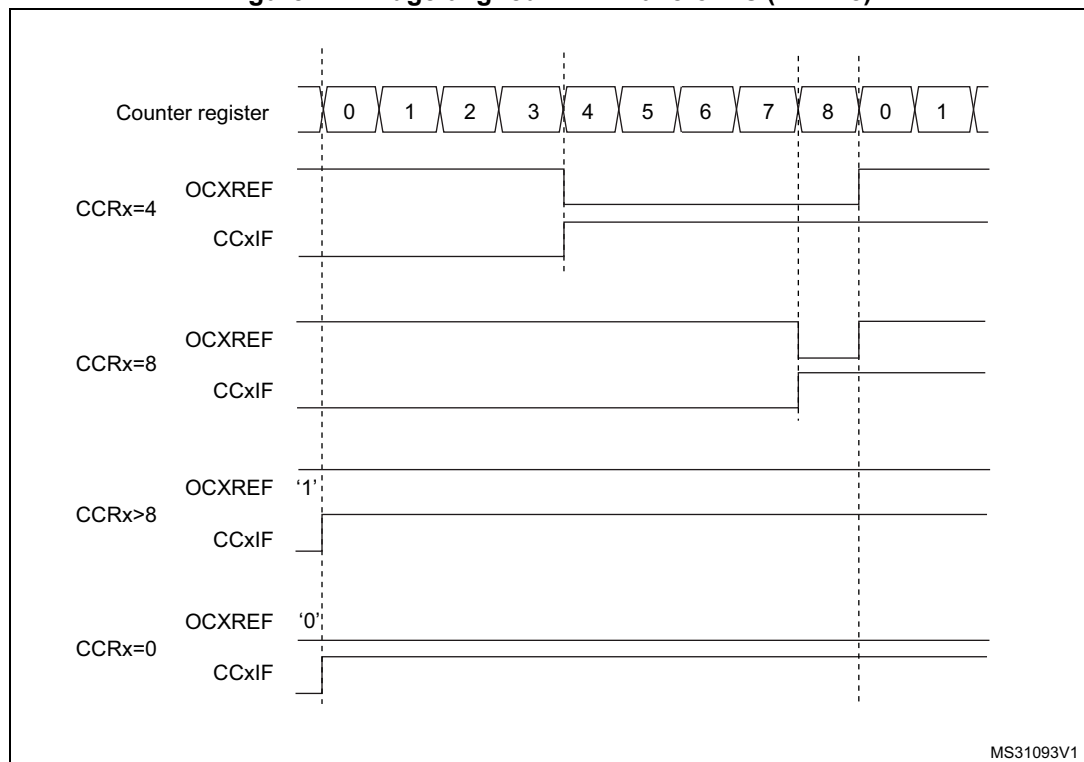 Counter register 0 1 2 3 4 5 6 7 8 0 1
OCXREF
CCRx=4
CCxIF
OCXREF
CCRx=8
CCxIF
OCXREF ‘1’
CCRx>8
CCxIF
OCXREF ‘0’
CCRx=0
CCxIF
MS31093V1